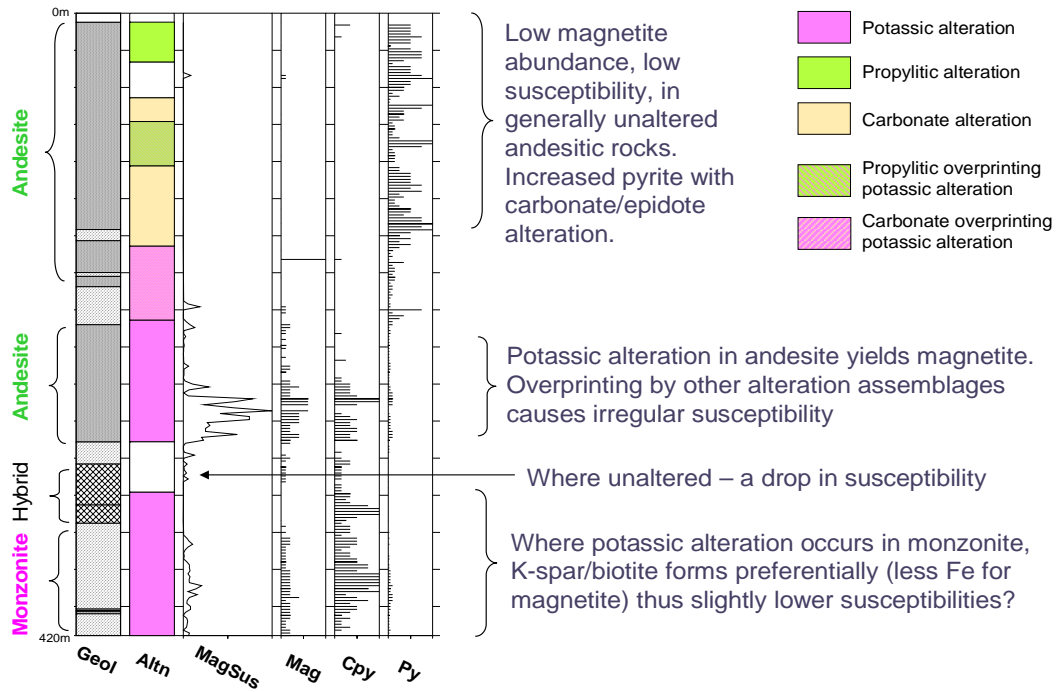 0m
Andesite
Andesite
Hybrid
Monzonite
420m
Geol
Altn
MagSus
Mag
Cpy
Py
Low magnetite
abundance, low
susceptibility, in
generally unaltered
andesitic rocks.
Increased pyrite with
carbonate/epidote
alteration.
Potassic alteration in andesite yields magnetite.
Overprinting by other alteration assemblages
causes irregular susceptibility
Where unaltered – a drop in susceptibility
Where potassic alteration occurs in monzonite,
K-spar/biotite forms preferentially (less Fe for
magnetite) thus slightly lower susceptibilities?
Potassic alteration
Propylitic alteration
Carbonate alteration
Propylitic overprinting
potassic alteration
Carbonate overprinting
potassic alteration